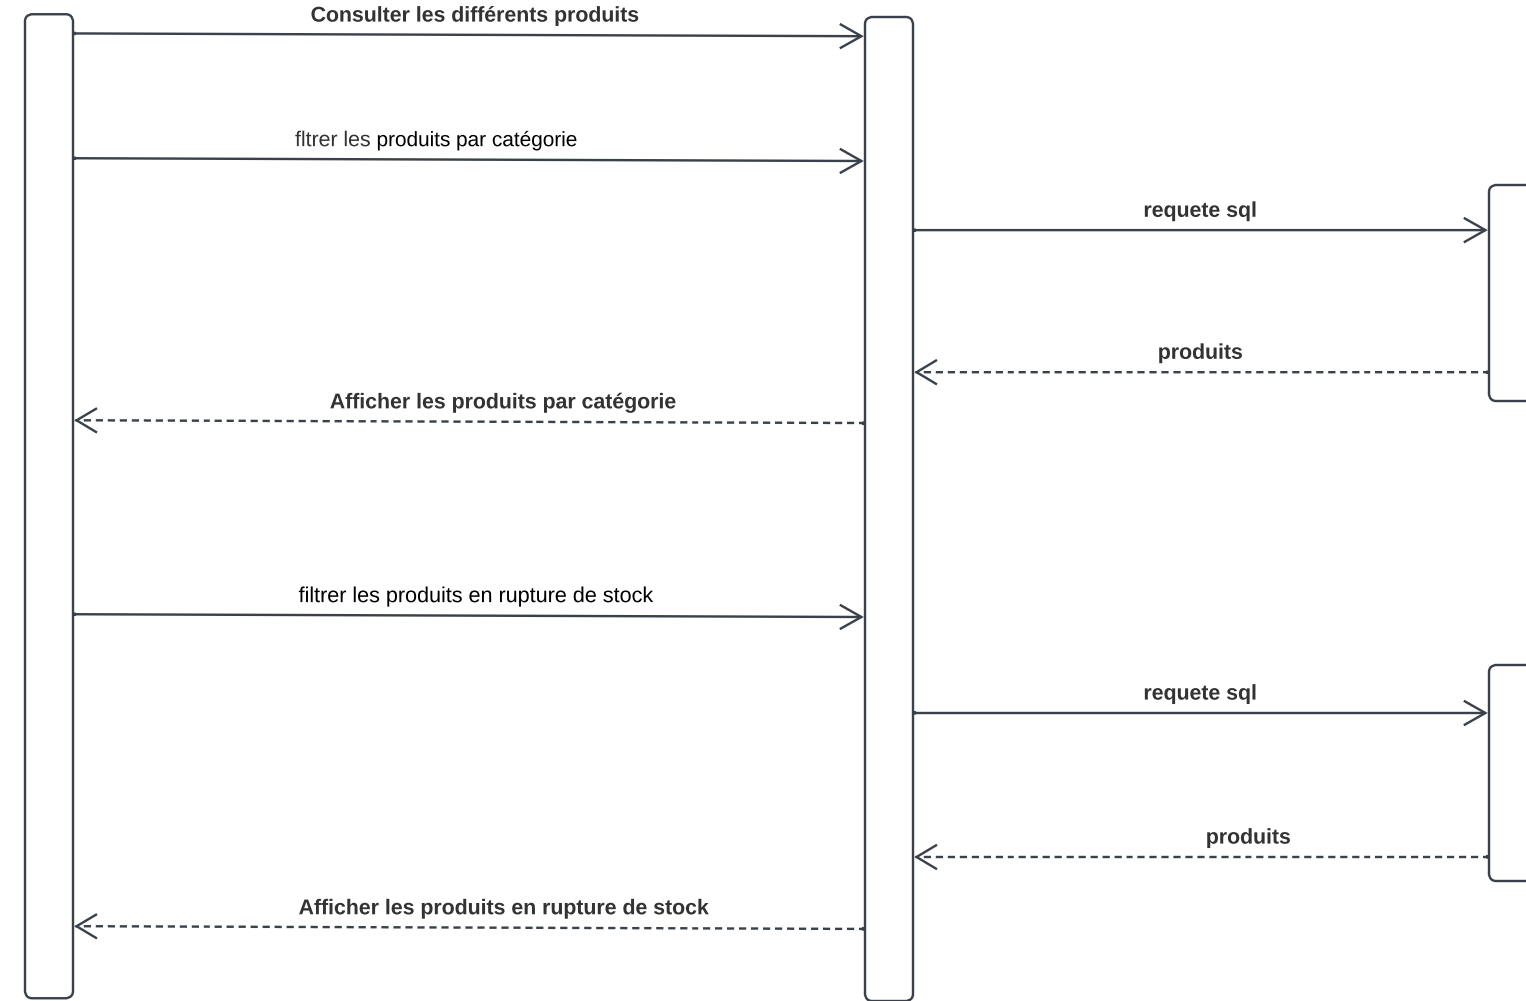 Consulter les différents produits
fltrer les produits par catégorie
requete sql
produits
Afficher les produits par catégorie
filtrer les produits en rupture de stock
requete sql
produits
Afficher les produits en rupture de stock